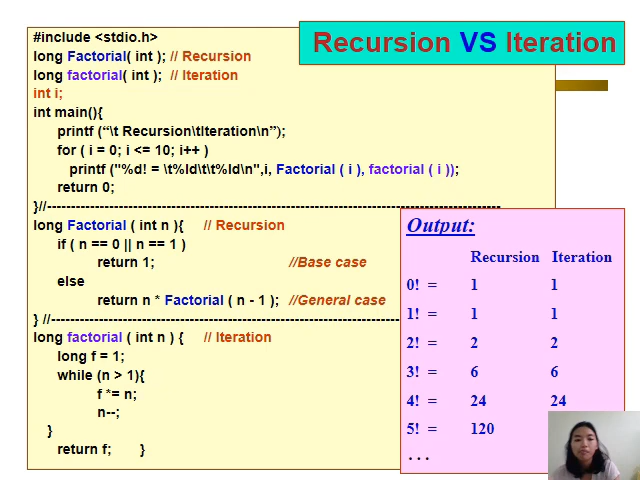 Recursion VS Iteration
#include <stdio.h>
long Factorial( int ); // Recursion
long factorial( int );  // Iteration
int i;
int main(){
printf (“\t Recursion\tIteration\n”);
for ( i = 0; i <= 10; i++ )
printf ("%d! = \t%ld\t\t%ld\n",i, Factorial ( i ), factorial ( i ));
return 0;
}//-----------------------------------------------------------------------------------------------
long Factorial ( int n ){ // Recursion
if ( n == 0 || n == 1 )
return 1; //Base case
else
return n * Factorial ( n - 1 ); //General case
} //--------------------------------------------------------------------------
long factorial ( int n ) { // Iteration
long f = 1;
while (n > 1){
f *= n;
n--;
}
return f; }
Output:
Recursion Iteration
0! = 1 1
1! = 1 1
2! = 2 2
3! = 6 6
4! = 24 24
5! = 120
. . .